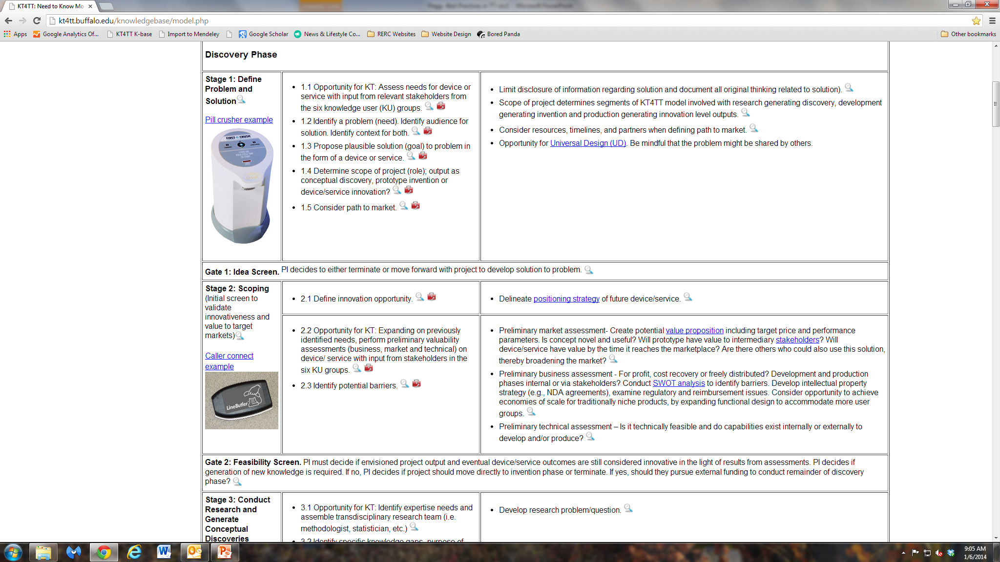 KT4TT: Need to Know Mo
kt4tt.buffalo.edu/knowledgebase/model.php
Apps Google Analytics Of... KT4TT K-base Import to Mendeley Google Scholar News & Lifestyle Co... RERC Websites Website Design Bored Panda Other bookmarks
Discovery Phase
Stage 1: Define
Problem and
Solution
Pill crusher example
FIRST CRUSH
• 1.1 Opportunity for KT: Assess needs for device or
service with input from relevant stakeholders from
the six knowledge user (KU) groups.
• 1.2 Identify a problem (need). Identify audience for
solution. Identify context for both.
• 1.3 Propose plausible solution (goal) to problem in
the form of a device or service.
• 1.4 Determine scope of project (role); output as
conceptual discovery, prototype invention or
device/service innovation?
• 1.5 Consider path to market.
• Limit disclosure of information regarding solution and document all original thinking related to solution).
• Scope of project determines segments of KT4TT model involved with research generating discovery, development
generating invention and production generating innovation level outputs.
• Consider resources, timelines, and partners when defining path to market.
• Opportunity for Universal Design (UD). Be mindful that the problem might be shared by others.
Gate 1: Idea Screen. PI decides to either terminate or move forward with project to develop solution to problem.
Stage 2: Scoping
(Initial screen to
validate
innovativeness and
value to target
markets)
Caller connect
example
LineButler
• 2.1 Define innovation opportunity.
• Delineate positioning strategy of future device/service.
• 2.2 Opportunity for KT: Expanding on previously
identified needs, perform preliminary valuability
assessments (business, market and technical) on
device/ service with input from stakeholders in the
six KU groups.
• 2.3 Identify potential barriers.
• Preliminary market assessment- Create potential value proposition including target price and performance
parameters. Is concept novel and useful? Will prototype have value to intermediary stakeholders? Will
device/service have value by the time it reaches the marketplace? Are there others who could also use this solution,
thereby broadening the market?
• Preliminary business assessment - For profit, cost recovery or freely distributed? Development and production
phases internal or via stakeholders? Conduct SWOT analysis to identify barriers. Develop intellectual property
strategy (e.g., NDA agreements), examine regulatory and reimbursement issues. Consider opportunity to achieve
economies of scale for traditionally niche products, by expanding functional design to accommodate more user
groups.
• Preliminary technical assessment – Is it technically feasible and do capabilities exist internally or externally to
develop and/or produce?
Gate 2: Feasibility Screen. PI must decide if envisioned project output and eventual device/service outcomes are still considered innovative in the light of results from assessments. PI decides if
generation of new knowledge is required. If no, PI decides if project should move directly to invention phase or terminate. If yes, should they pursue external funding to conduct remainder of discovery
phase?
Stage 3: Conduct
Research and
Generate
Conceptual
Discoveries
• 3.1 Opportunity for KT: Identify expertise needs and
assemble transdisciplinary research team (i.e.
methodologist, statistician, etc.)
• 3.2 Identify specific knowledge gaps, purpose of
• Develop research problem/question.
9:05 AM
1/6/2014